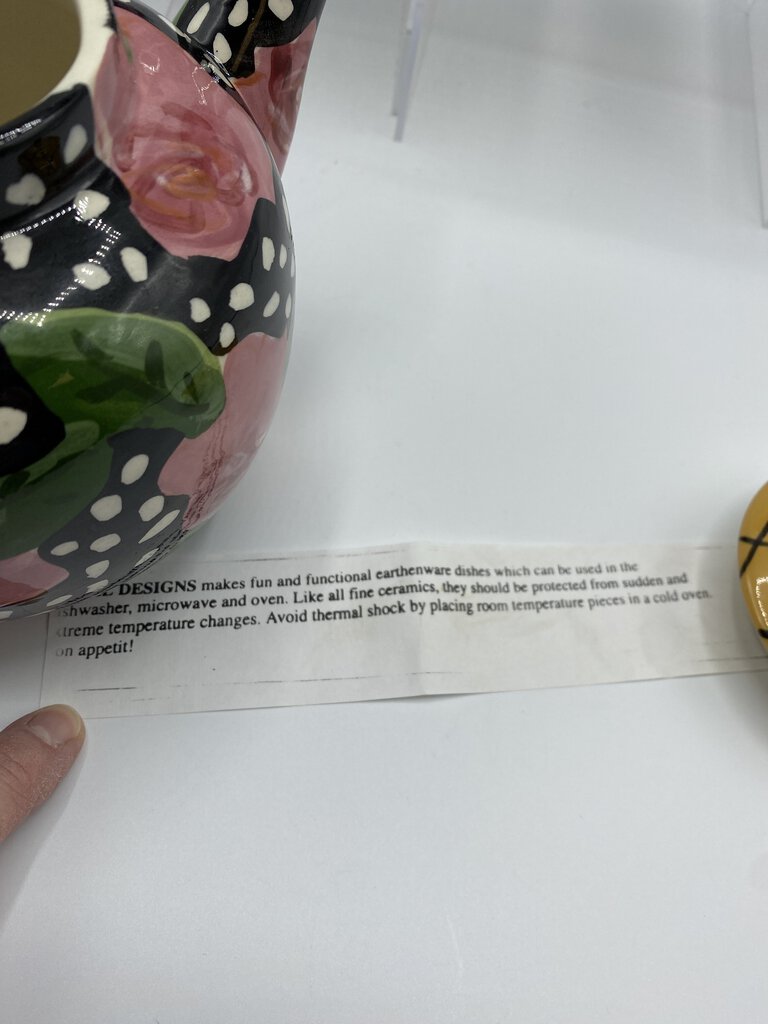 DESIGNS makes fun and functional earthenware dishes which can be used in the
shwasher, microwave and oven. Like all fine ceramics, they should be protected from sudden and
treme temperature changes. Avoid thermal shock by placing room temperature pieces in a cold oven.
on appetit!